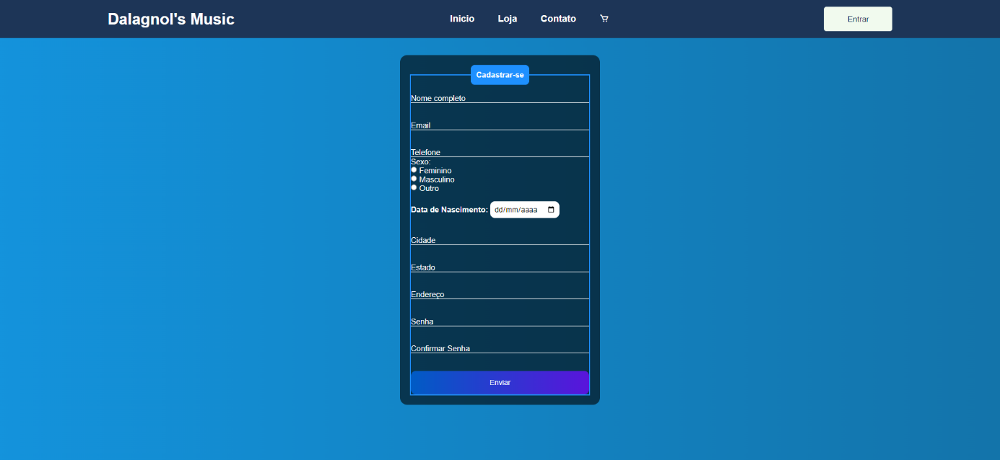 Dalagnol's Music
Inicio Loja Contato
Entrar
Cadastrar-se
Nome completo
Email
Telefone
Sexo:
Feminino
Masculino
Outro
Data de Nascimento: dd/mm/aaaa
Cidade
Estado
Endereço
Senha
Confirmar Senha
Enviar